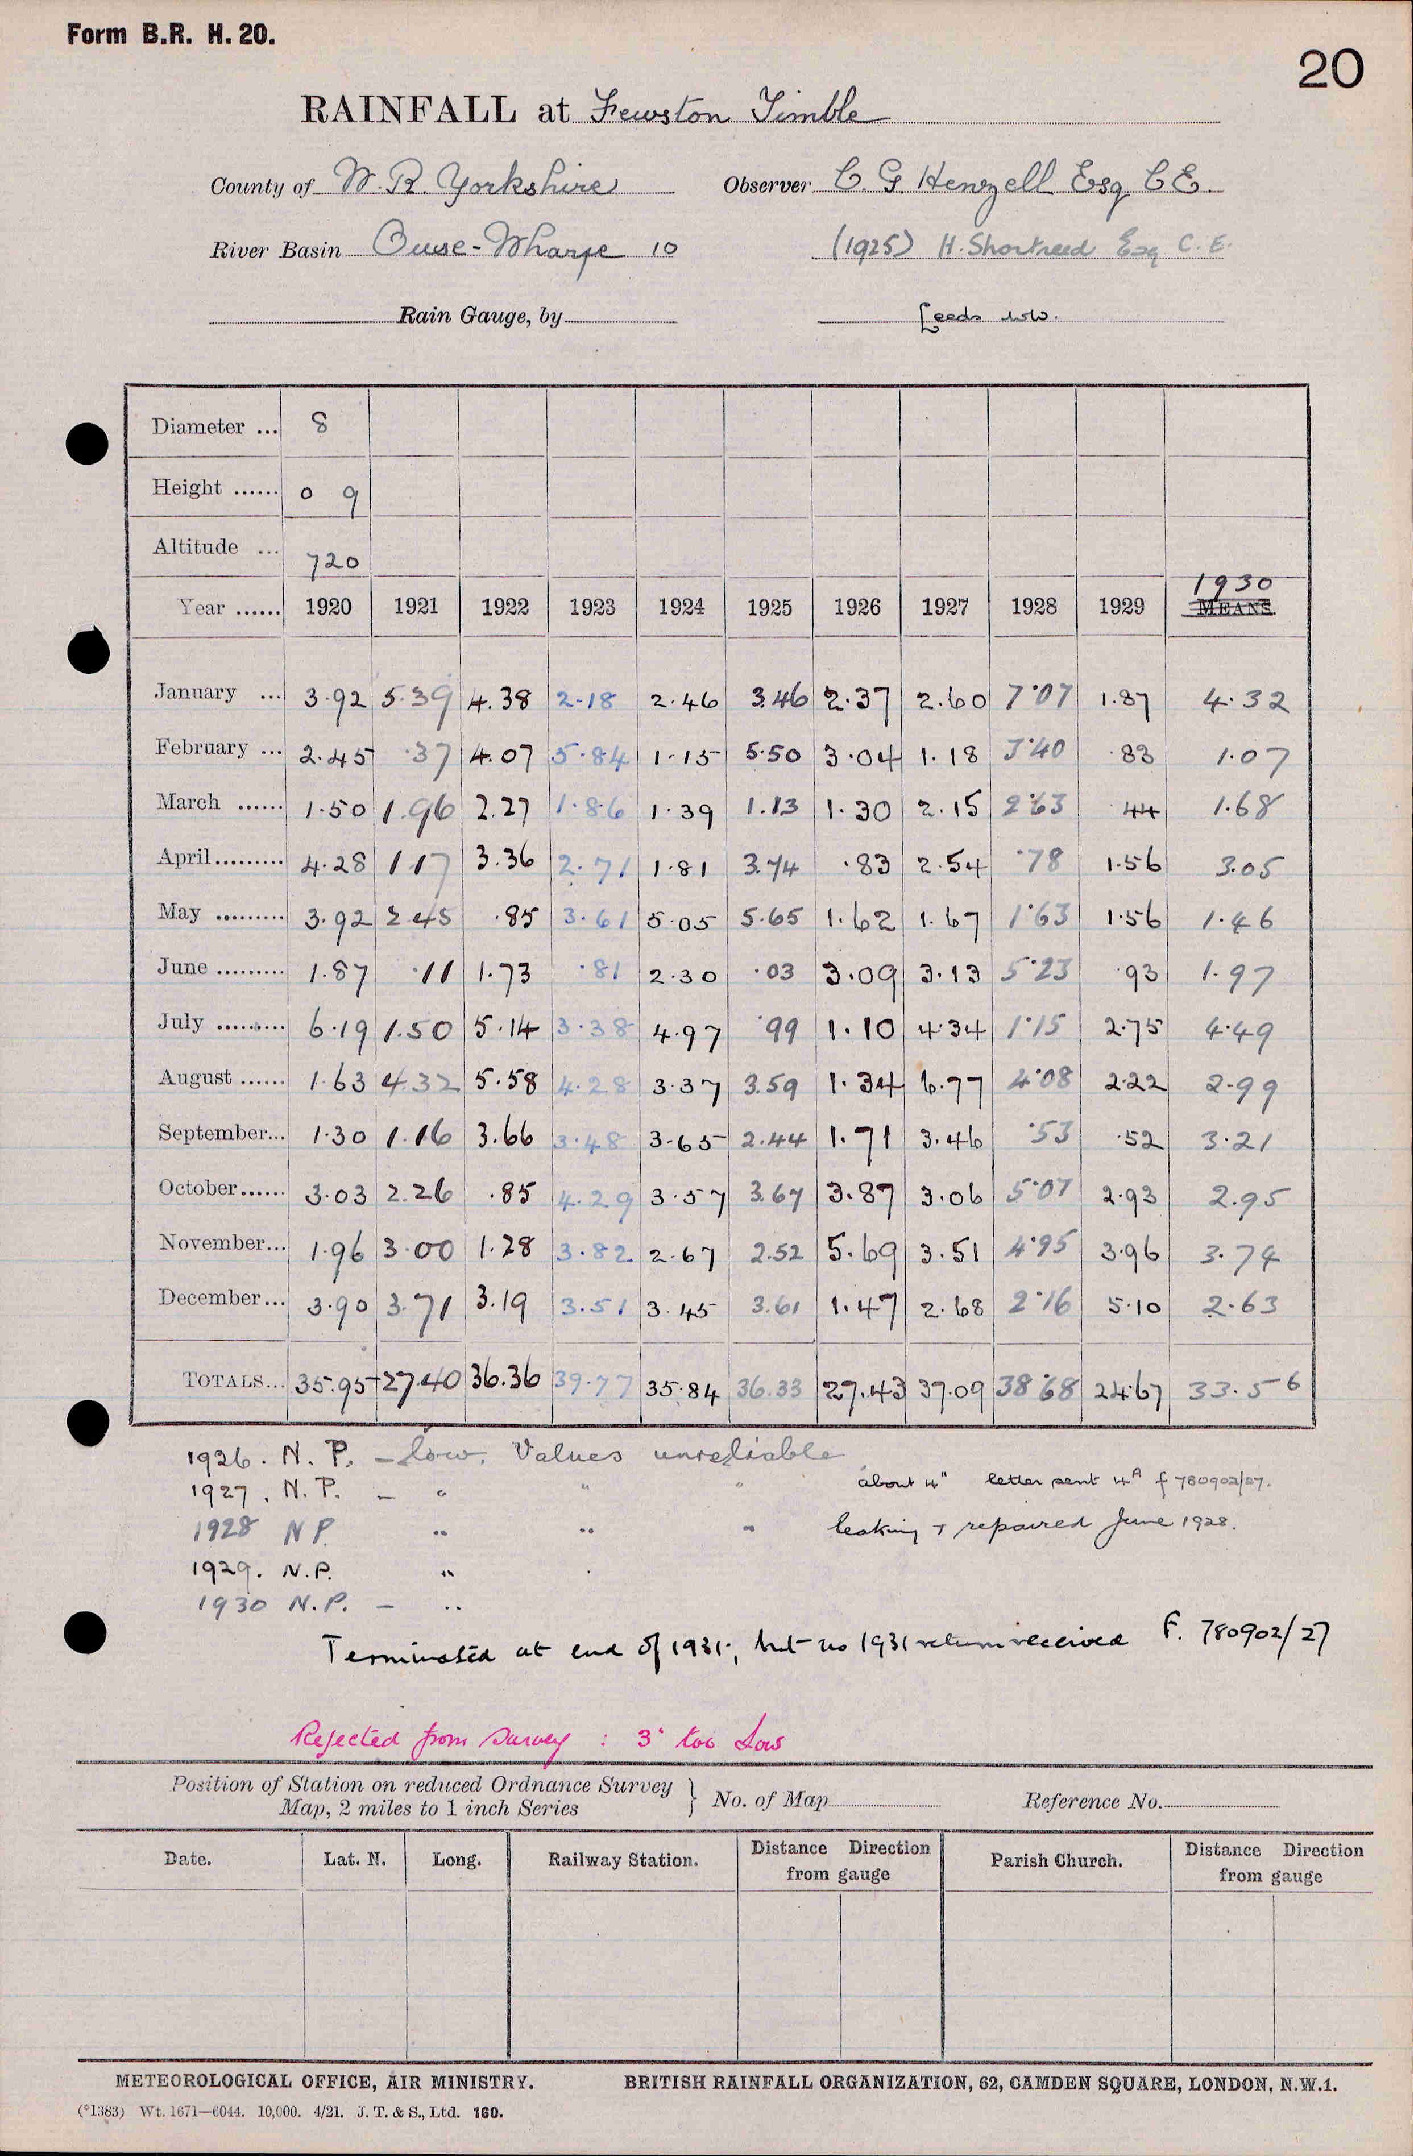 Form B.R. H. 20.
20
RAINFALL at Fewston Timble
County of W. R. Yorkshire Observer C G Henzell Esq CE.
River Basin Ouse-Wharfe 10 (1925) H. Shortreed Esq C. E.
Rain Gauge, by Leeds WW.
Diameter ... 8
Height ...... 0 9
Altitude ... 720
Year ...... 1920 1921 1922 1923 1924 1925 1926 1927 1928 1929 1930 MEANS.
January ... 3.92 5.39 4.38 2.18 2.46 3.46 2.37 2.60 7.07 1.87 4.32
February ... 2.45 .37 4.07 5.84 1.15 5.50 3.04 1.18 3.40 .83 1.07
March ...... 1.50 1.96 2.27 1.86 1.39 1.13 1.30 2.15 2.63 .44 1.68
April......... 4.28 1.17 3.36 2.71 1.81 3.74 .83 2.54 .78 1.56 3.05
May ......... 3.92 2.45 .85 3.61 5.05 5.65 1.62 1.67 1.63 1.56 1.46
June ......... 1.87 .11 1.73 .81 2.30 .03 3.09 3.13 5.23 .93 1.97
July ......... 6.19 1.50 5.14 3.38 4.97 .99 1.10 4.34 1.15 2.75 4.49
August ...... 1.63 4.32 5.58 4.28 3.37 3.59 1.34 6.77 4.08 2.22 2.99
September... 1.30 1.16 3.66 3.48 3.65 2.44 1.71 3.46 .53 .52 3.21
October...... 3.03 2.26 .85 4.29 3.57 3.67 3.87 3.06 5.07 2.93 2.95
November... 1.96 3.00 1.28 3.82 2.67 2.52 5.69 3.51 4.95 3.96 3.74
December... 3.90 3.71 3.19 3.51 3.45 3.61 1.47 2.68 2.16 5.10 2.63
TOTALS... 35.95 27.40 36.36 39.77 35.84 36.33 27.43 37.09 38.68 24.67 33.56
1926. N. P. - low. Values unreliable
1927. N. P. - " " " about 4" letter sent 4A f 780902/27.
1928 N P. " " " leaking & repaired June 1928.
1929. N.P. "
1930 N.P. - "
Terminated at end of 1931; but no 1931 return received F. 780902/27
Rejected from survey : 3" too low
Position of Station on reduced Ordnance Survey Map, 2 miles to 1 inch Series } No. of Map Reference No.
Date. Lat. N. Long. Railway Station. Distance Direction from gauge Parish Church. Distance Direction from gauge
METEOROLOGICAL OFFICE, AIR MINISTRY. BRITISH RAINFALL ORGANIZATION, 62, CAMDEN SQUARE, LONDON, N.W.1.
(*1383) Wt. 1671—6044. 10,000. 4/21. J. T. & S., Ltd. 160.